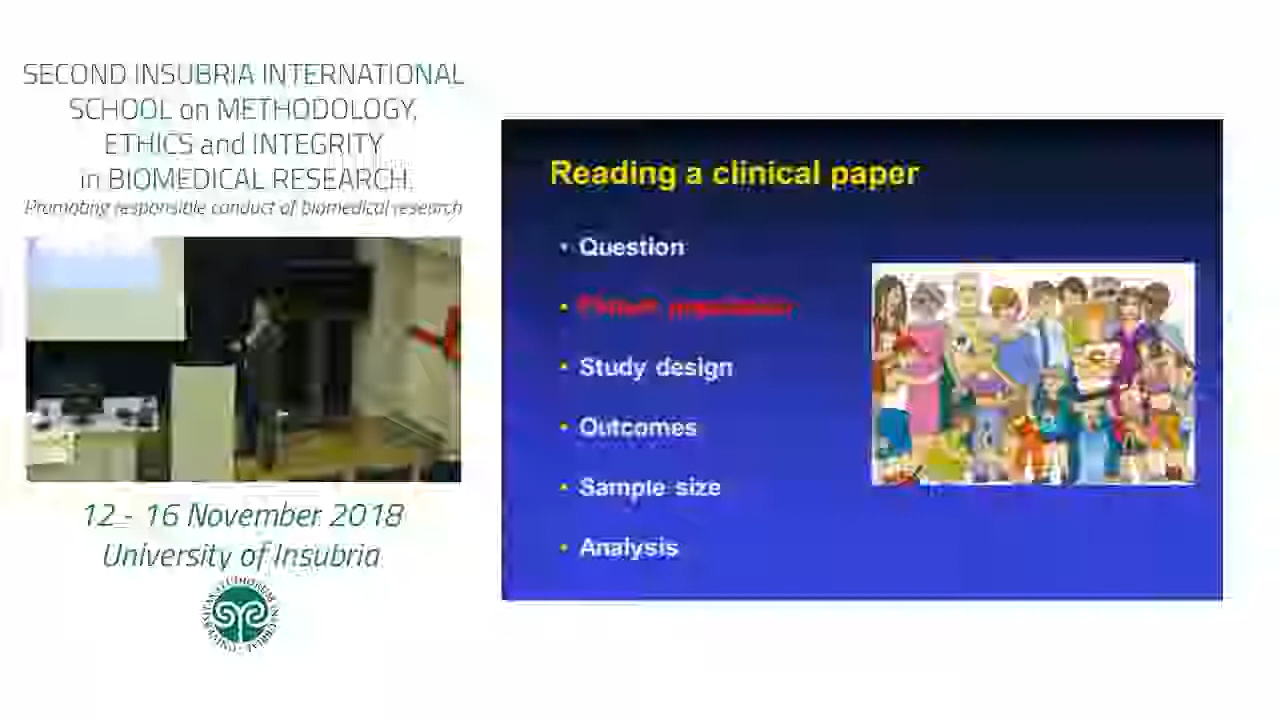 SECOND INSUBRIA INTERNATIONAL
SCHOOL on METHODOLOGY,
ETHICS and INTEGRITY
in BIOMEDICAL RESEARCH.
Promoting responsible conduct of biomedical research
12 - 16 November 2018
University of Insubria
Reading a clinical paper
• Question
• population
• Study design
• Outcomes
• Sample size
• Analysis